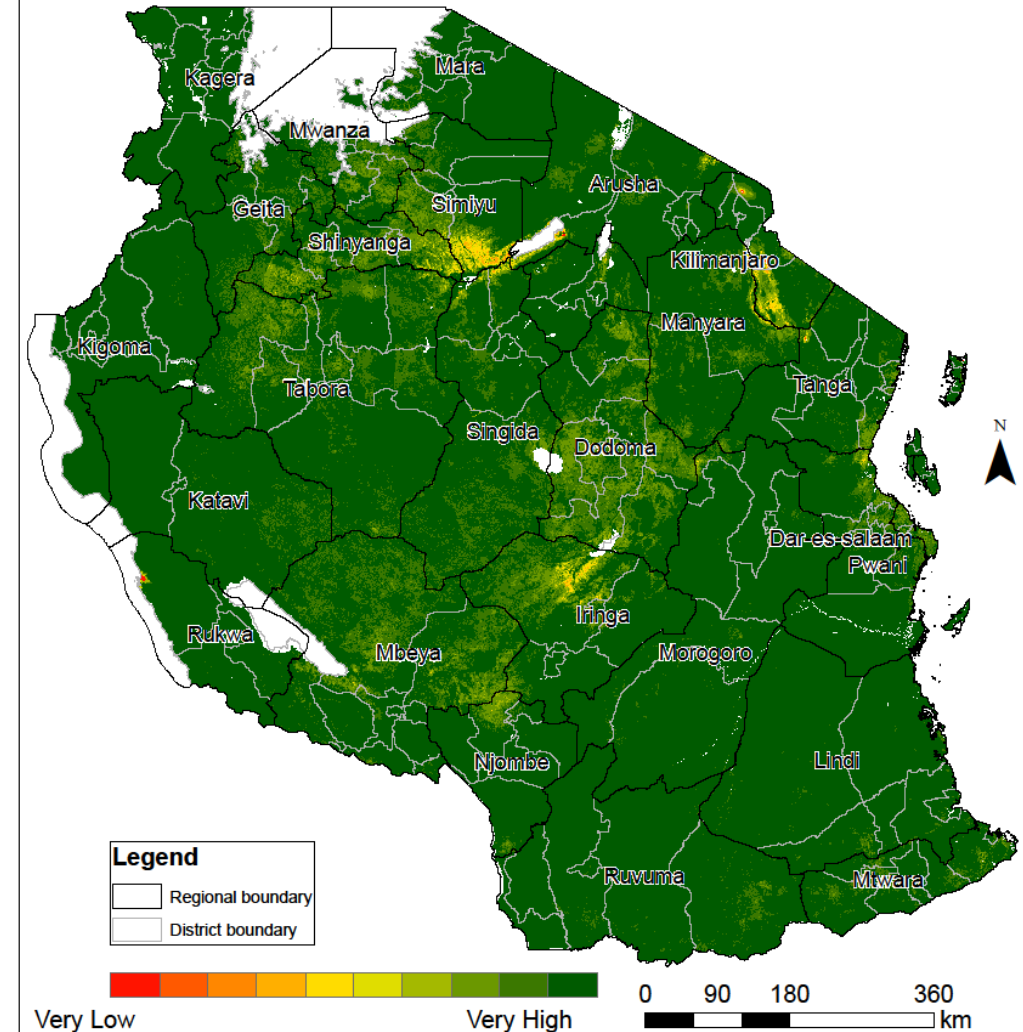 Kagera
Mara
Mwanza
Arusha
Geita
Simiyu
Shinyanga
Kilimanjaro
Manyara
Kigoma
Tabora
Tanga
Singida
Dodoma
N
Katavi
Dar-es-salaam
Pwani
Iringa
Rukwa
Mbeya
Morogoro
Njombe
Lindi
Ruvuma
Mtwara
Legend
Regional boundary
District boundary
Very Low
Very High
0 90 180 360
km